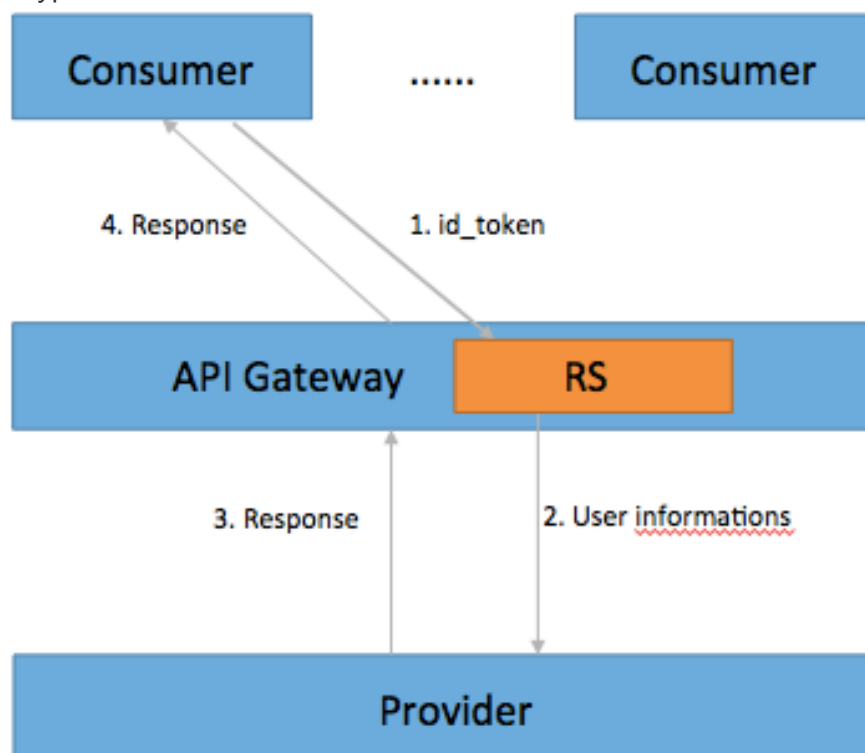 Consumer
......
Consumer
4. Response
1. id_token
API Gateway
RS
3. Response
2. User informations
Provider